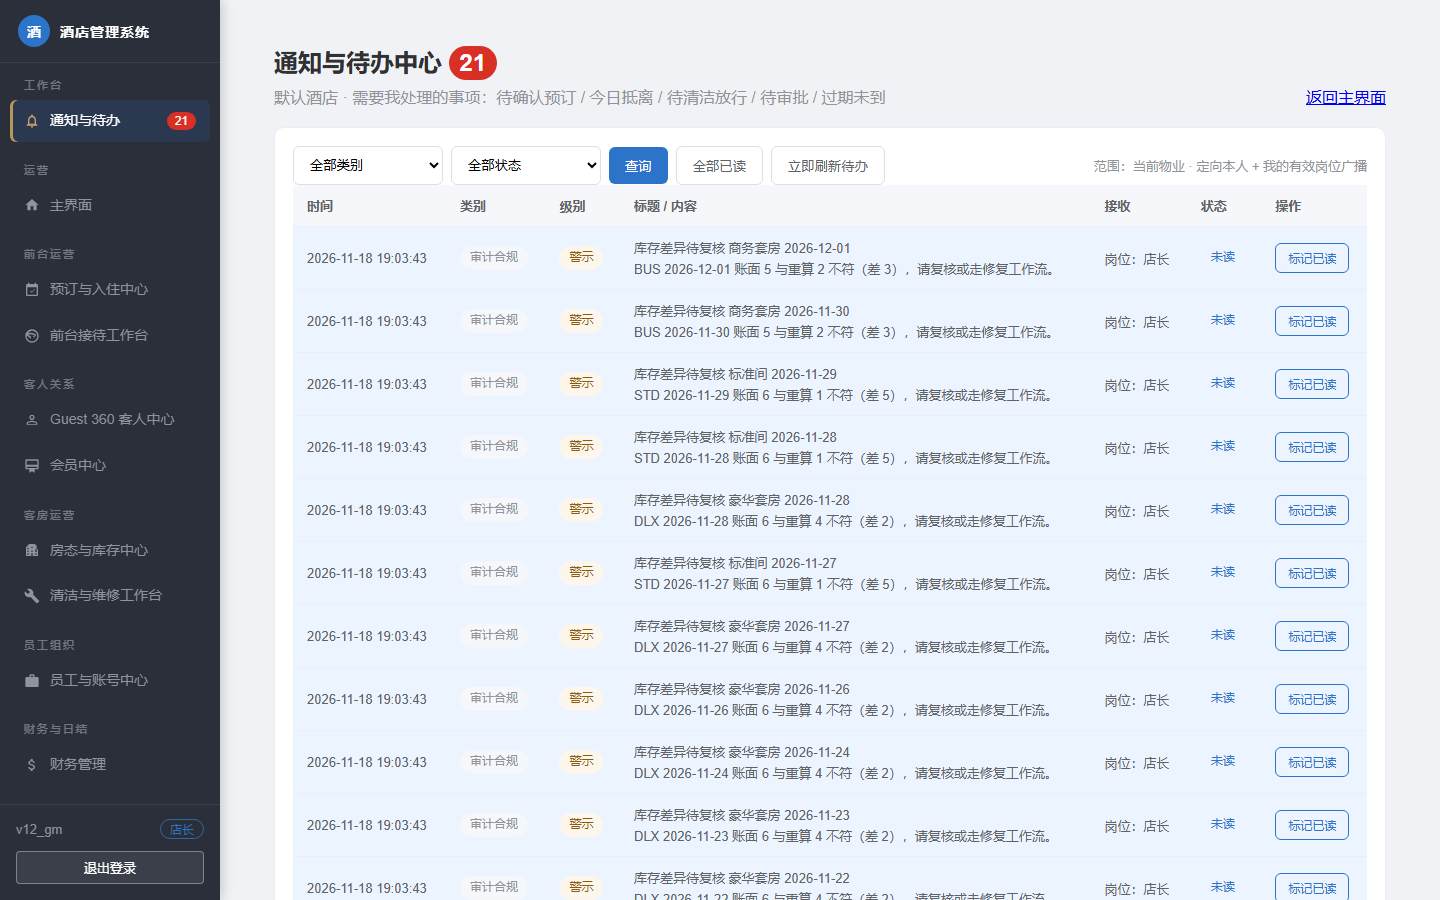 酒 酒店管理系统
工作台
通知与待办 21
运营
主界面
前台运营
预订与入住中心
前台接待工作台
客人关系
Guest 360 客人中心
会员中心
客房运营
房态与库存中心
清洁与维修工作台
员工组织
员工与账号中心
财务与日结
财务管理
v12_gm 店长
退出登录
通知与待办中心 21
默认酒店 · 需要我处理的事项：待确认预订 / 今日抵离 / 待清洁放行 / 待审批 / 过期未到
返回主界面
全部类别 全部状态 查询 全部已读 立即刷新待办 范围：当前物业 · 定向本人 + 我的有效岗位广播
时间 类别 级别 标题 / 内容 接收 状态 操作
2026-11-18 19:03:43 审计合规 警示 库存差异待复核 商务套房 2026-12-01
BUS 2026-12-01 账面 5 与重算 2 不符（差 3），请复核或走修复工作流。 岗位：店长 未读 标记已读
2026-11-18 19:03:43 审计合规 警示 库存差异待复核 商务套房 2026-11-30
BUS 2026-11-30 账面 5 与重算 2 不符（差 3），请复核或走修复工作流。 岗位：店长 未读 标记已读
2026-11-18 19:03:43 审计合规 警示 库存差异待复核 标准间 2026-11-29
STD 2026-11-29 账面 6 与重算 1 不符（差 5），请复核或走修复工作流。 岗位：店长 未读 标记已读
2026-11-18 19:03:43 审计合规 警示 库存差异待复核 标准间 2026-11-28
STD 2026-11-28 账面 6 与重算 1 不符（差 5），请复核或走修复工作流。 岗位：店长 未读 标记已读
2026-11-18 19:03:43 审计合规 警示 库存差异待复核 豪华套房 2026-11-28
DLX 2026-11-28 账面 6 与重算 4 不符（差 2），请复核或走修复工作流。 岗位：店长 未读 标记已读
2026-11-18 19:03:43 审计合规 警示 库存差异待复核 标准间 2026-11-27
STD 2026-11-27 账面 6 与重算 1 不符（差 5），请复核或走修复工作流。 岗位：店长 未读 标记已读
2026-11-18 19:03:43 审计合规 警示 库存差异待复核 豪华套房 2026-11-27
DLX 2026-11-27 账面 6 与重算 4 不符（差 2），请复核或走修复工作流。 岗位：店长 未读 标记已读
2026-11-18 19:03:43 审计合规 警示 库存差异待复核 豪华套房 2026-11-26
DLX 2026-11-26 账面 6 与重算 4 不符（差 2），请复核或走修复工作流。 岗位：店长 未读 标记已读
2026-11-18 19:03:43 审计合规 警示 库存差异待复核 豪华套房 2026-11-24
DLX 2026-11-24 账面 6 与重算 4 不符（差 2），请复核或走修复工作流。 岗位：店长 未读 标记已读
2026-11-18 19:03:43 审计合规 警示 库存差异待复核 豪华套房 2026-11-23
DLX 2026-11-23 账面 6 与重算 4 不符（差 2），请复核或走修复工作流。 岗位：店长 未读 标记已读
2026-11-18 19:03:43 审计合规 警示 库存差异待复核 豪华套房 2026-11-22
DLX 2026-11-22 账面 6 与重算 4 不符（差 2），请复核或走修复工作流。 岗位：店长 未读 标记已读